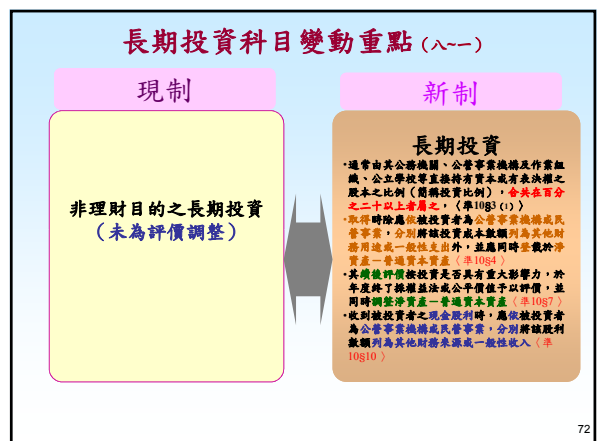 長期投資科目變動重點(八~一)
現制
新制
非理財目的之長期投資
(未為評價調整)
長期投資
‧通常由其公務機關、公營事業機構及作業組
織、公立學校等直接持有資本或有表決權之
股本之比例(簡稱投資比例),合共在百分
之二十以上者屬之,〈準10§3 (1) 〉
‧取得時除應依被投資者為公營事業機構或民
營事業,分別將該投資成本數額列為其他財
務用途或一般性支出外,並應同時登載於淨
資產-普通資本資產〈準10§4 〉
‧其續後評價按投資是否具有重大影響力,於
年度終了採權益法或公平價值予以評價,並
同時調整淨資產-普通資本資產〈準10§7 〉
‧收到被投資者之現金股利時,應依被投資者
為公營事業機構或民營事業,分別將該股利
數額列為其他財務來源或一般性收入〈準
10§10 〉
72